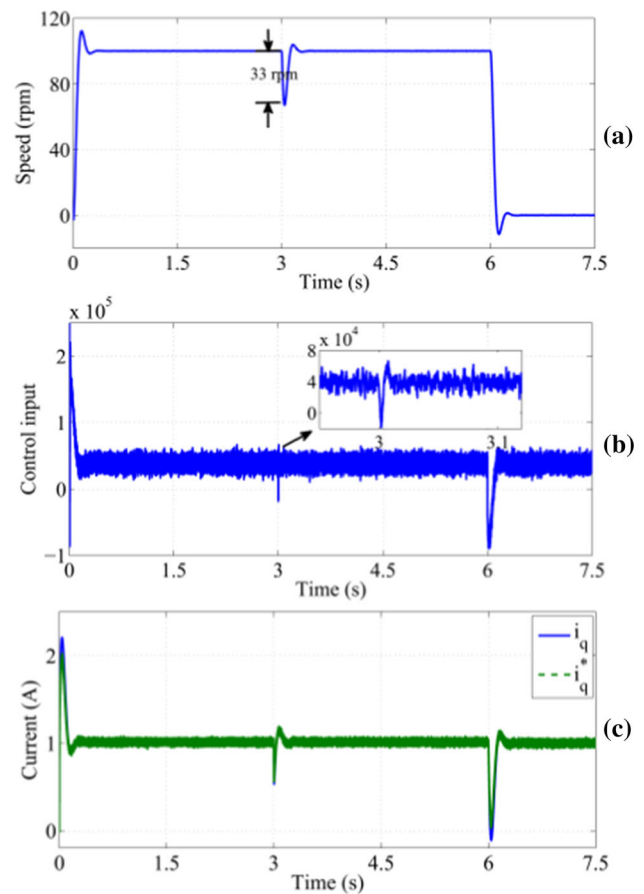 120
80
40
0
Speed (rpm)
33 rpm
0 1.5 3 4.5 6 7.5
Time (s)
(a)
x 10^5
2
1
0
−1
Control input
x 10^4
8
4
0
3 3.1
0 1.5 3 4.5 6 7.5
Time (s)
(b)
2
1
0
Current (A)
i_q
i_q^*
0 1.5 3 4.5 6 7.5
Time (s)
(c)